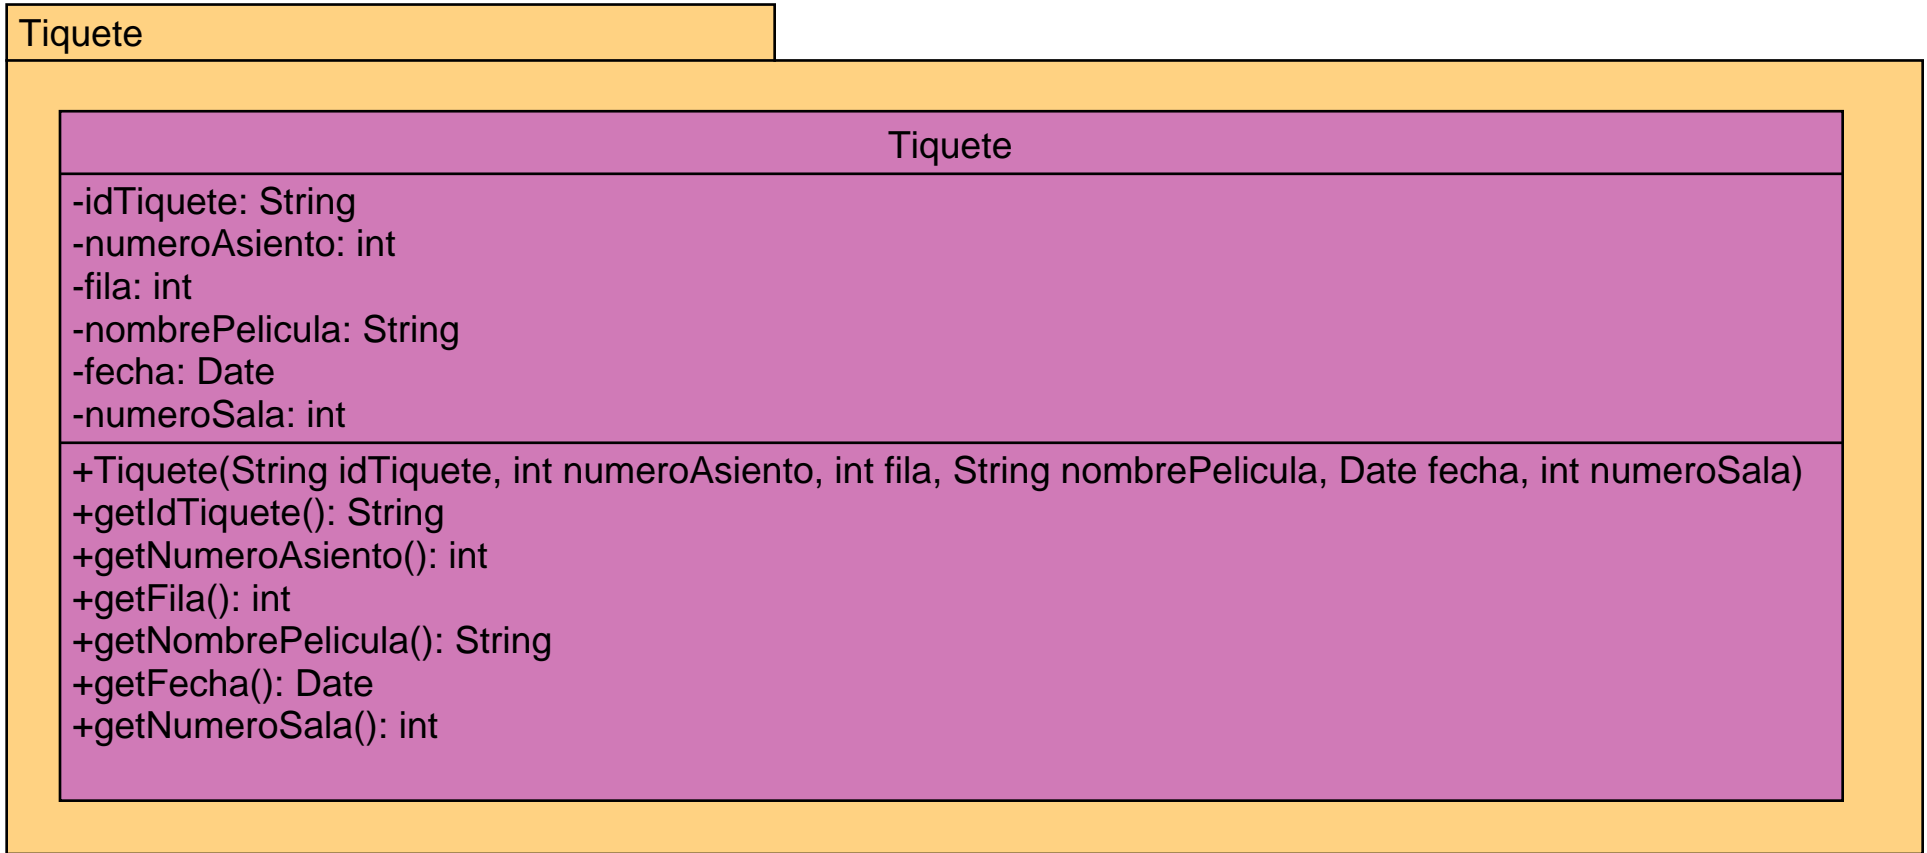 Tiquete
Tiquete
-idTiquete: String
-numeroAsiento: int
-fila: int
-nombrePelicula: String
-fecha: Date
-numeroSala: int
+Tiquete(String idTiquete, int numeroAsiento, int fila, String nombrePelicula, Date fecha, int numeroSala)
+getIdTiquete(): String
+getNumeroAsiento(): int
+getFila(): int
+getNombrePelicula(): String
+getFecha(): Date
+getNumeroSala(): int